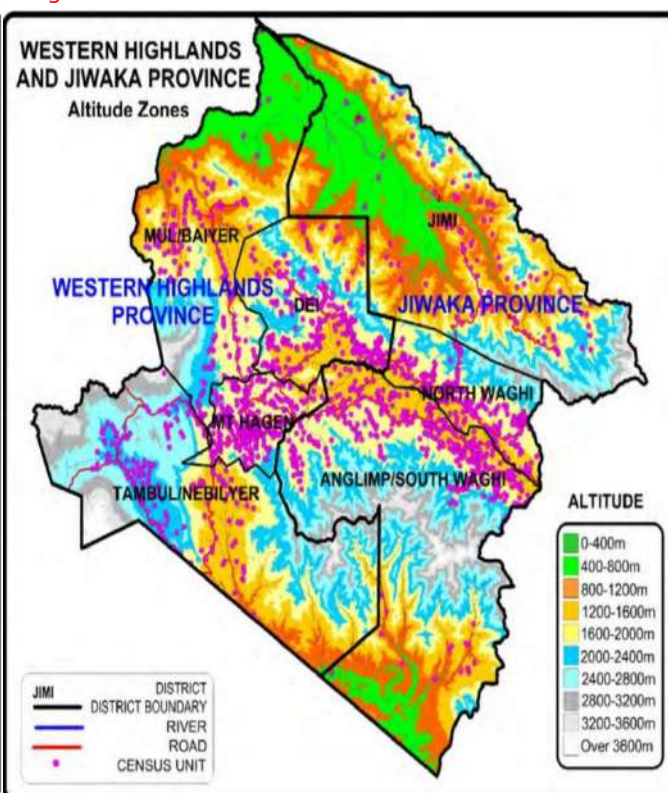 WESTERN HIGHLANDS
AND JIWAKA PROVINCE
Altitude Zones
JIMI
MUL/BAIYER
WESTERN HIGHLANDS
PROVINCE
DEI
JIWAKA PROVINCE
NORTH WAGHI
MT HAGEN
ANGLIMP/SOUTH WAGHI
TAMBUL/NEBILYER
ALTITUDE
0-400m
400-800m
800-1200m
1200-1600m
1600-2000m
2000-2400m
2400-2800m
2800-3200m
3200-3600m
Over 3600m
JIMI DISTRICT
DISTRICT BOUNDARY
RIVER
ROAD
CENSUS UNIT